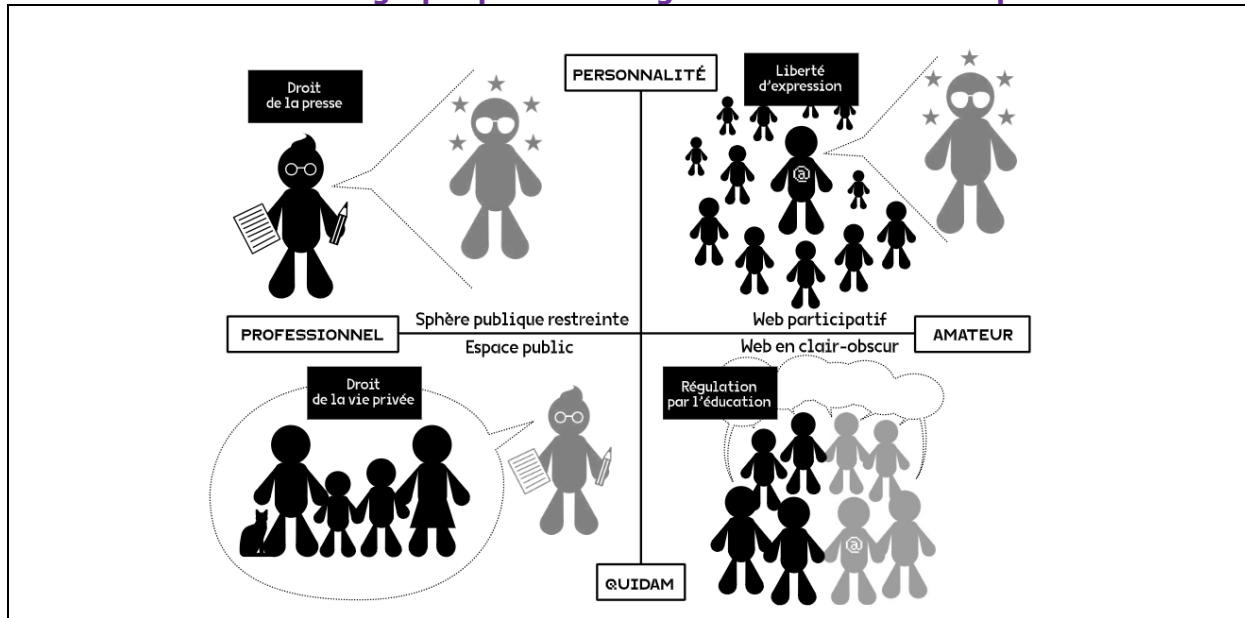 PERSONNALITÉ
Droit
de la presse
Liberté
d'expression
@
PROFESSIONNEL
Sphère publique restreinte
Espace public
Web participatif
Web en clair-obscur
AMATEUR
Droit
de la vie privée
Régulation
par l'éducation
@
QUIDAM